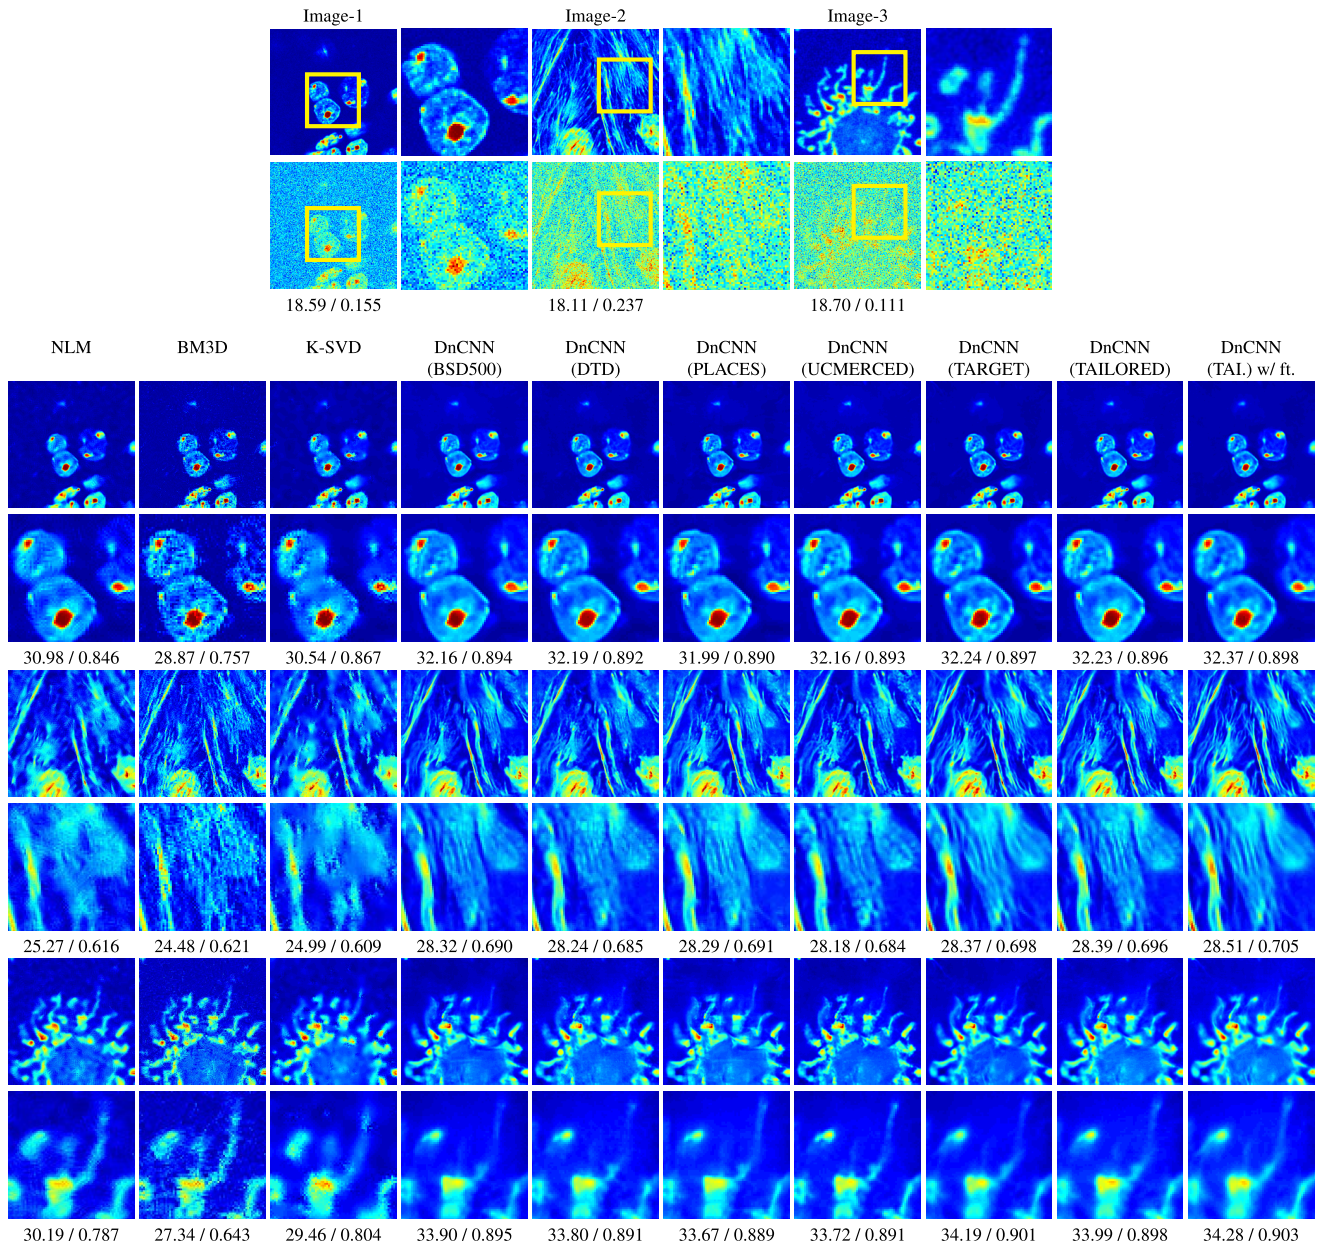 Image-1 Image-2 Image-3
18.59 / 0.155 18.11 / 0.237 18.70 / 0.111
NLM BM3D K-SVD DnCNN DnCNN DnCNN DnCNN DnCNN DnCNN DnCNN
(BSD500) (DTD) (PLACES) (UCMERCED) (TARGET) (TAILORED) (TAI.) w/ ft.
30.98 / 0.846 28.87 / 0.757 30.54 / 0.867 32.16 / 0.894 32.19 / 0.892 31.99 / 0.890 32.16 / 0.893 32.24 / 0.897 32.23 / 0.896 32.37 / 0.898
25.27 / 0.616 24.48 / 0.621 24.99 / 0.609 28.32 / 0.690 28.24 / 0.685 28.29 / 0.691 28.18 / 0.684 28.37 / 0.698 28.39 / 0.696 28.51 / 0.705
30.19 / 0.787 27.34 / 0.643 29.46 / 0.804 33.90 / 0.895 33.80 / 0.891 33.67 / 0.889 33.72 / 0.891 34.19 / 0.901 33.99 / 0.898 34.28 / 0.903